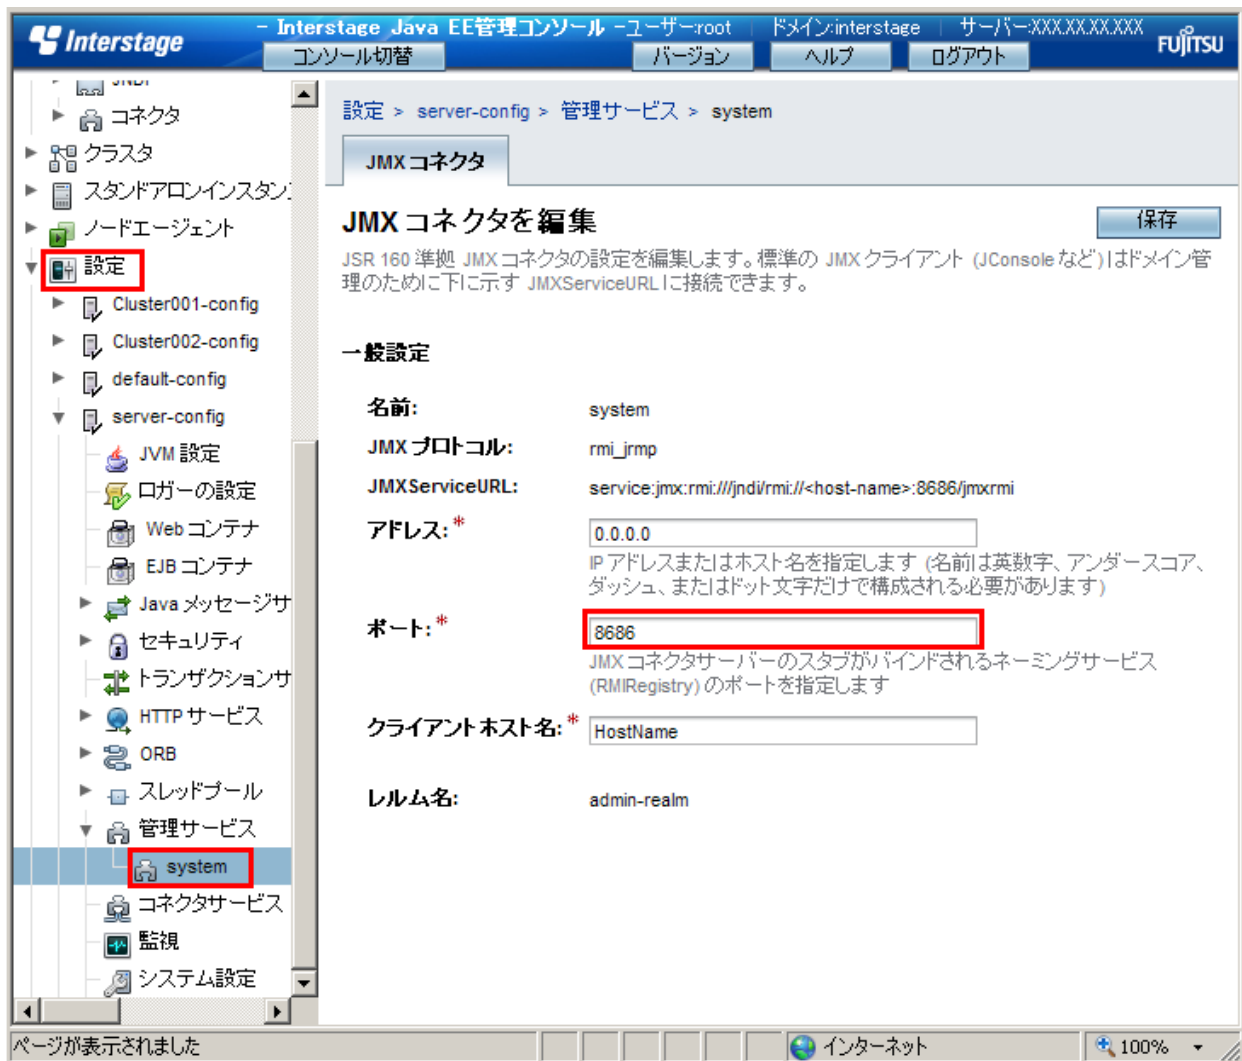 Interstage
- Interstage Java EE管理コンソール -ユーザー:root
ドメイン:interstage
サーバー:XXX.XX.XX.XXX
FUJITSU
コンソール切替
バージョン
ヘルプ
ログアウト
JNDI
コネクタ
クラスタ
スタンドアロンインスタンス
ノードエージェント
設定
Cluster001-config
Cluster002-config
default-config
server-config
JVM 設定
ロガーの設定
Web コンテナ
EJB コンテナ
Java メッセージサ
セキュリティ
トランザクションサ
HTTP サービス
ORB
スレッドプール
管理サービス
system
コネクタサービス
監視
システム設定
設定 > server-config > 管理サービス > system
JMX コネクタ
JMX コネクタを編集
保存
JSR 160 準拠 JMX コネクタの設定を編集します。標準の JMX クライアント (JConsole など) はドメイン管
理のために下に示す JMXServiceURL に接続できます。
一般設定
名前: system
JMX プロトコル: rmi_jrmp
JMXServiceURL: service:jmx:rmi:///jndi/rmi://<host-name>:8686/jmxrmi
アドレス: * 0.0.0.0
IP アドレスまたはホスト名を指定します (名前は英数字、アンダースコア、
ダッシュ、またはドット文字だけで構成される必要があります)
ポート: * 8686
JMX コネクタサーバーのスタブがバインドされるネーミングサービス
(RMIRegistry) のポートを指定します
クライアントホスト名: * HostName
レルム名: admin-realm
ページが表示されました
インターネット
100%